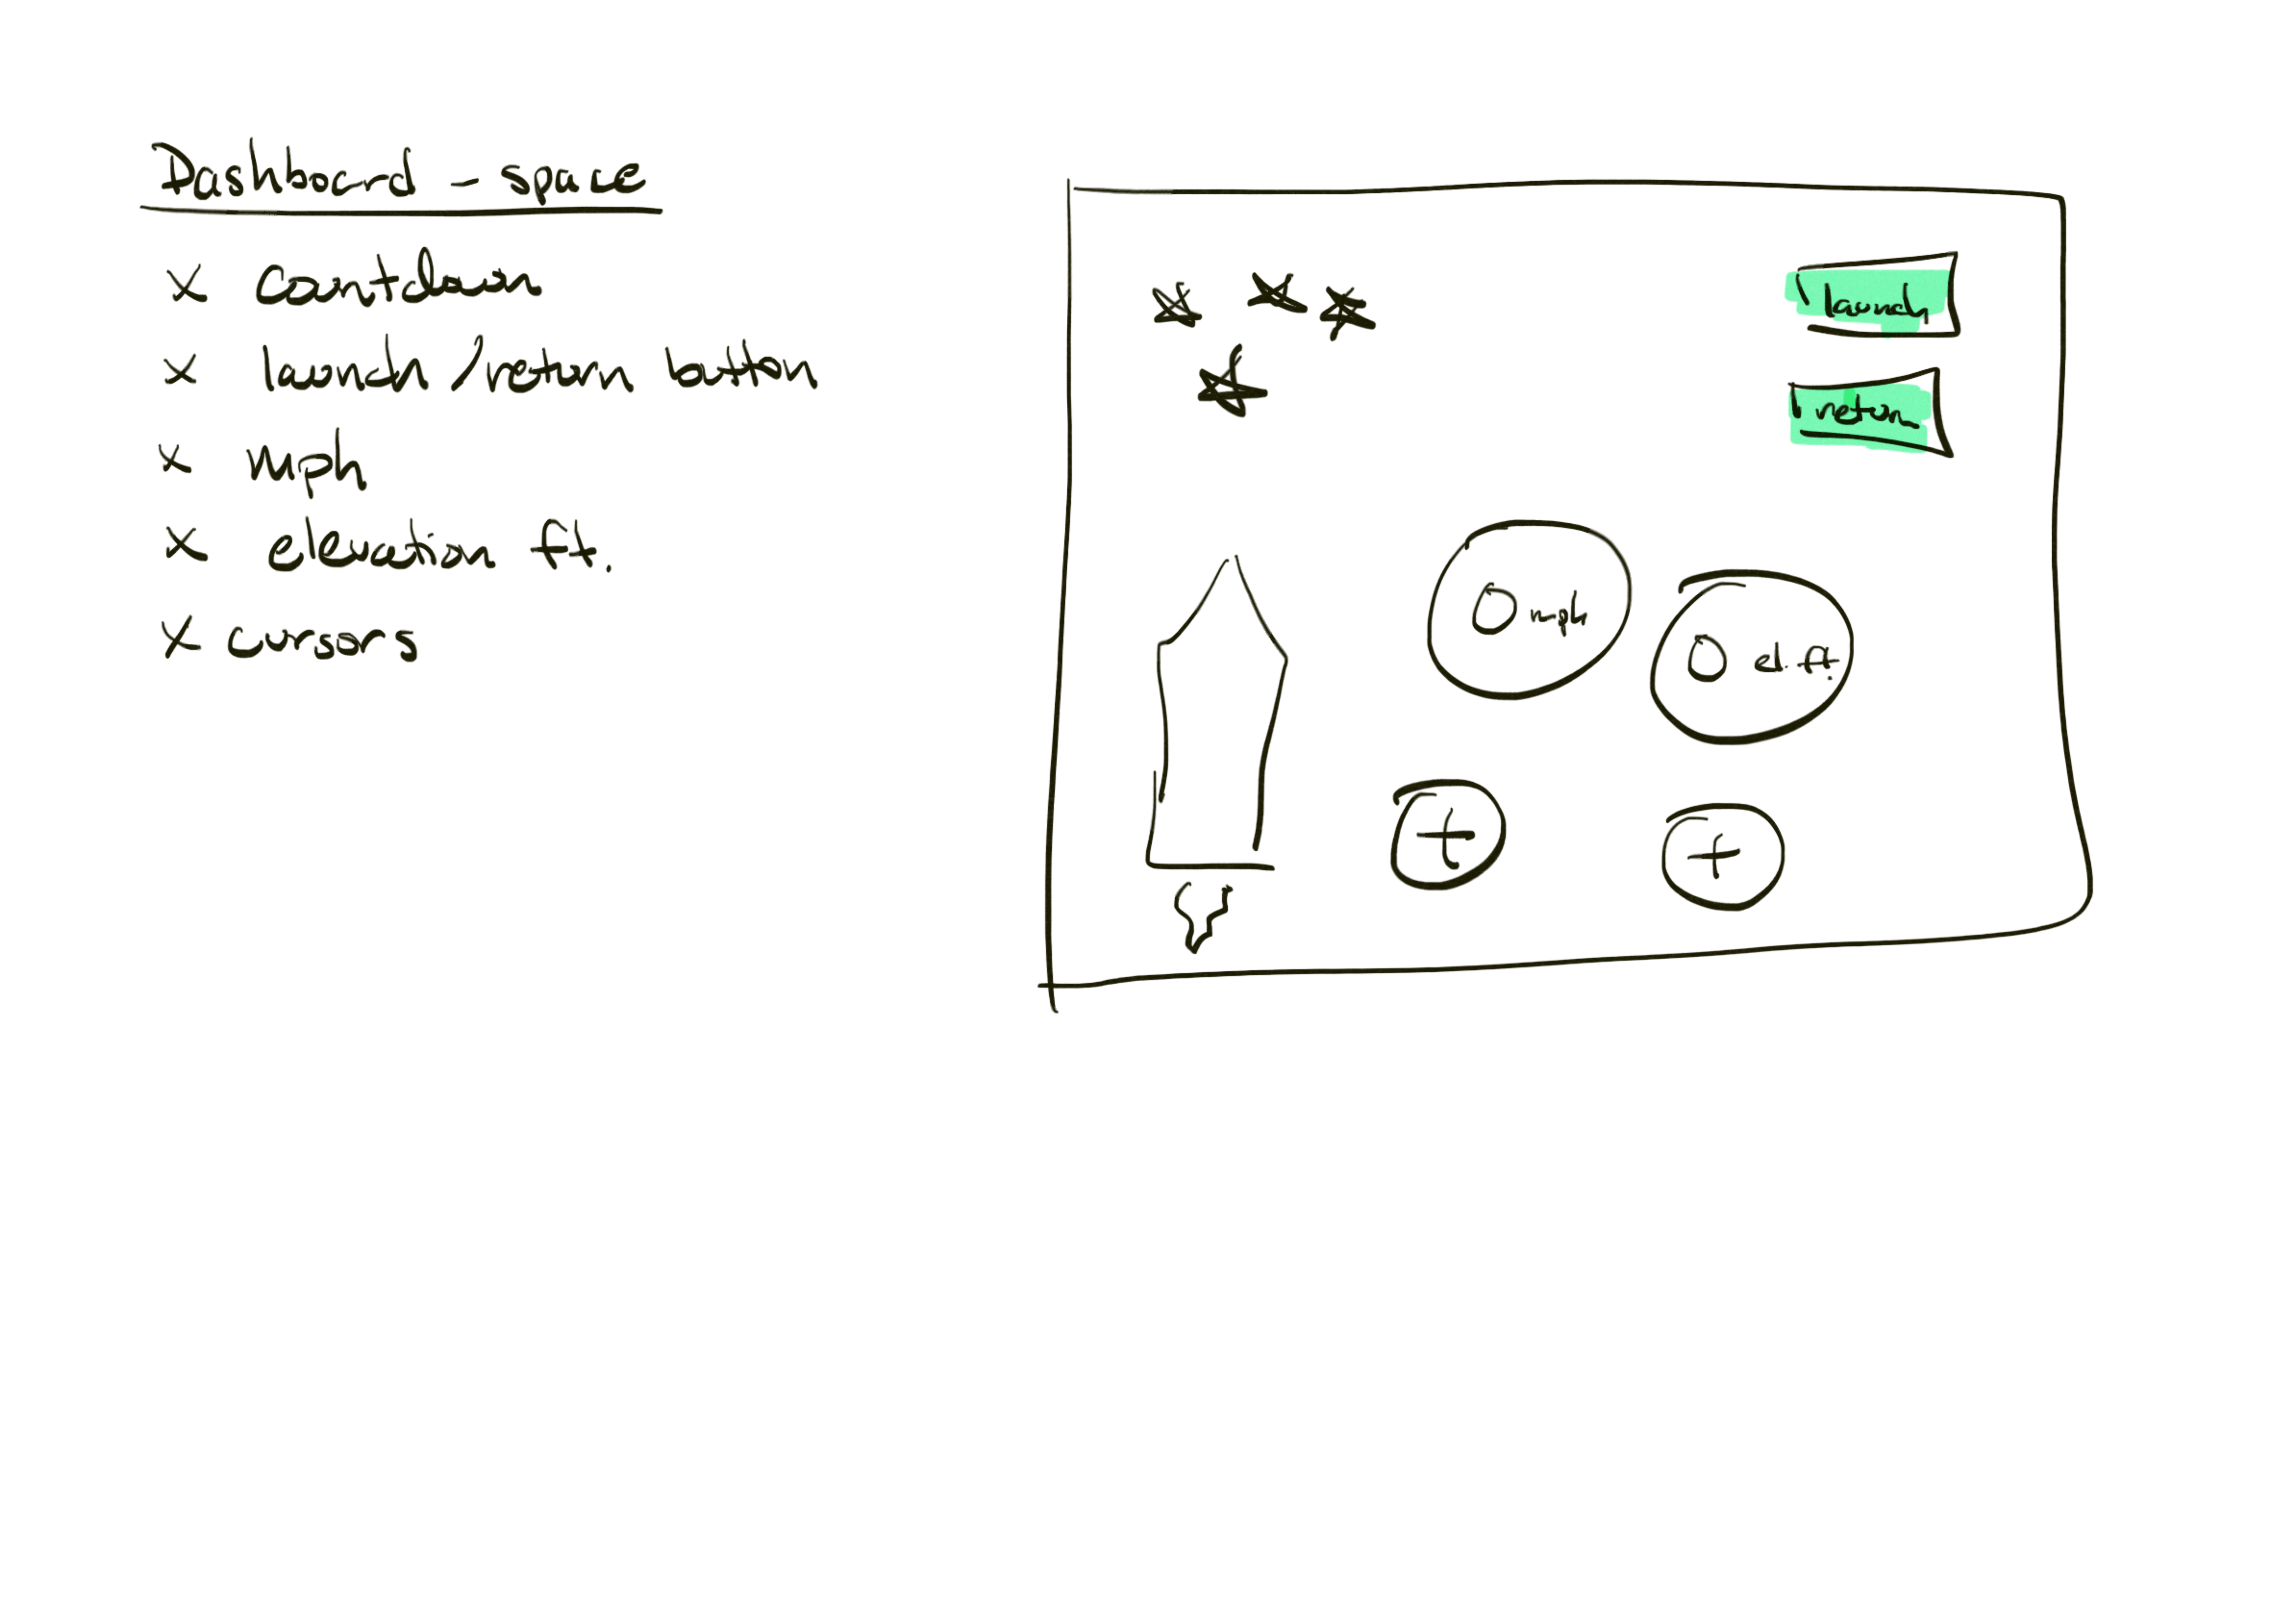 Dashboard - space
x countdown
x launch/return button
x mph
x elevation ft.
x cursors
launch
return
0 mph
0 el. ft.
+
+